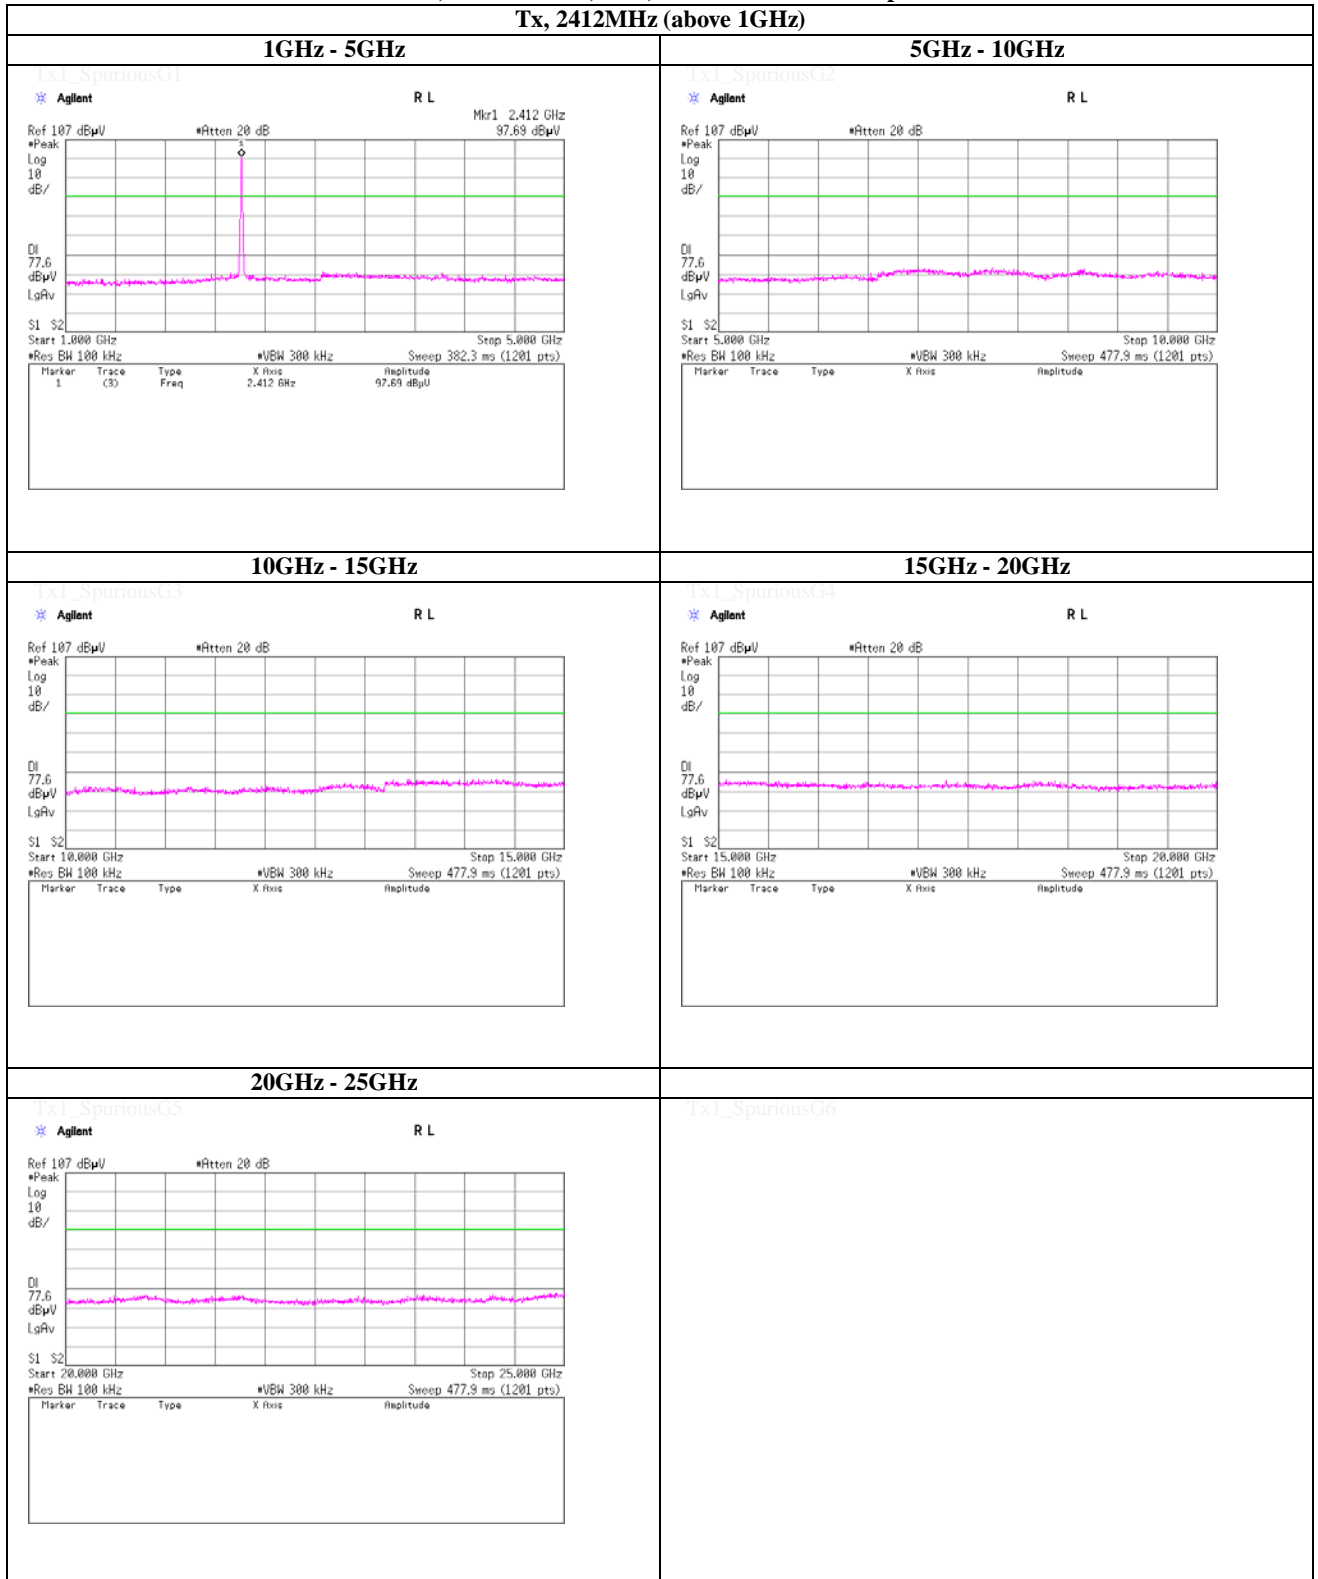 Tx, 2412MHz (above 1GHz)
1GHz - 5GHz
5GHz - 10GHz
Tx1_SpuriousG1
Agilent R L
Mkr1 2.412 GHz
Ref 107 dBµV *Atten 20 dB 97.69 dBµV
*Peak
1
Log
10
dB/
DI
77.6
dBµV
LgAv
S1 S2
Start 1.000 GHz Stop 5.000 GHz
*Res BW 100 kHz *VBW 300 kHz Sweep 382.3 ms (1201 pts)
Marker Trace Type X Axis Amplitude
1 (3) Freq 2.412 GHz 97.69 dBµV
Tx1_SpuriousG2
Agilent R L
Ref 107 dBµV *Atten 20 dB
*Peak
Log
10
dB/
DI
77.6
dBµV
LgAv
S1 S2
Start 5.000 GHz Stop 10.000 GHz
*Res BW 100 kHz *VBW 300 kHz Sweep 477.9 ms (1201 pts)
Marker Trace Type X Axis Amplitude
10GHz - 15GHz
15GHz - 20GHz
Tx1_SpuriousG3
Agilent R L
Ref 107 dBµV *Atten 20 dB
*Peak
Log
10
dB/
DI
77.6
dBµV
LgAv
S1 S2
Start 10.000 GHz Stop 15.000 GHz
*Res BW 100 kHz *VBW 300 kHz Sweep 477.9 ms (1201 pts)
Marker Trace Type X Axis Amplitude
Tx1_SpuriousG4
Agilent R L
Ref 107 dBµV *Atten 20 dB
*Peak
Log
10
dB/
DI
77.6
dBµV
LgAv
S1 S2
Start 15.000 GHz Stop 20.000 GHz
*Res BW 100 kHz *VBW 300 kHz Sweep 477.9 ms (1201 pts)
Marker Trace Type X Axis Amplitude
20GHz - 25GHz
Tx1_SpuriousG5
Agilent R L
Ref 107 dBµV *Atten 20 dB
*Peak
Log
10
dB/
DI
77.6
dBµV
LgAv
S1 S2
Start 20.000 GHz Stop 25.000 GHz
*Res BW 100 kHz *VBW 300 kHz Sweep 477.9 ms (1201 pts)
Marker Trace Type X Axis Amplitude
Tx1_SpuriousG6